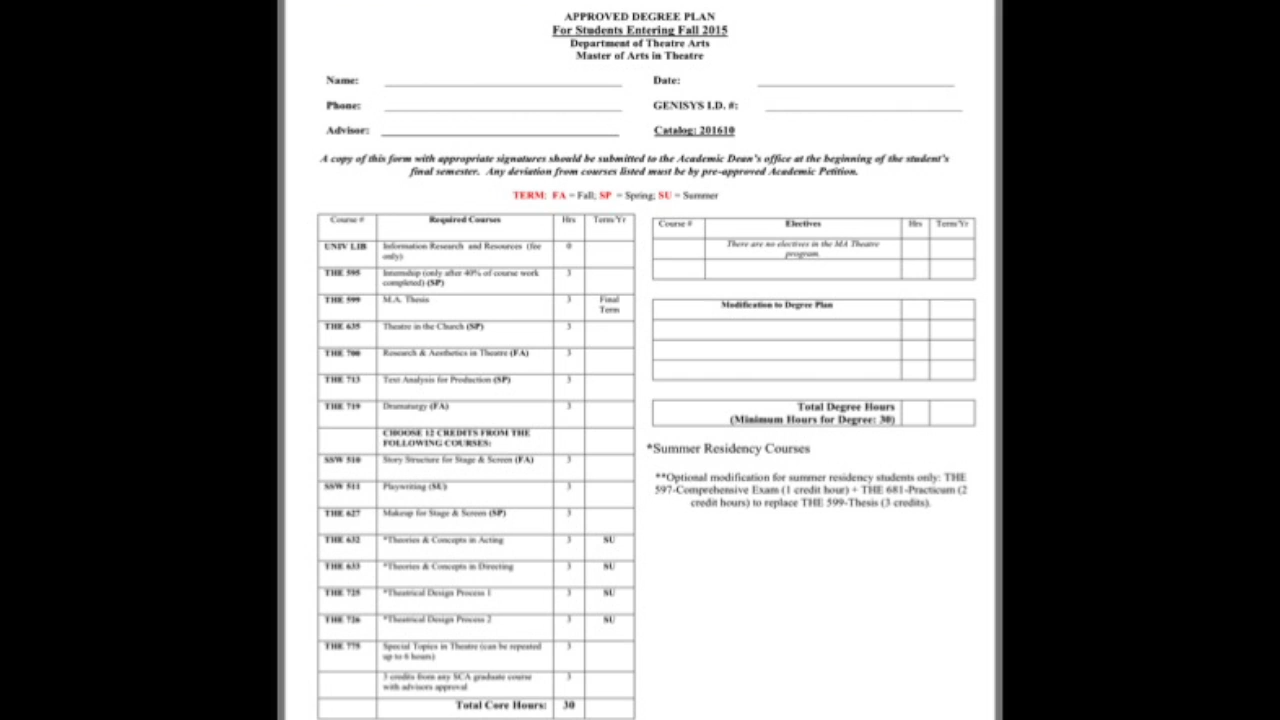 APPROVED DEGREE PLAN
For Students Entering Fall 2015
Department of Theatre Arts
Master of Arts in Theatre
Name: Date:
Phone: GENISYS I.D. #:
Advisor: Catalog: 201610
A copy of this form with appropriate signatures should be submitted to the Academic Dean's office at the beginning of the student's
final semester. Any deviation from courses listed must be by pre-approved Academic Petition.
TERM: FA = Fall; SP = Spring; SU = Summer
Course # Required Courses Hrs Term/Yr
UNIV LIB Information Research and Resources (fee
only) 0
THE 595 Internship (only after 40% of course work
completed) (SP) 3
THE 599 M.A. Thesis 3 Final
Term
THE 635 Theatre in the Church (SP) 3
THE 700 Research & Aesthetics in Theatre (FA) 3
THE 713 Text Analysis for Production (SP) 3
THE 719 Dramaturgy (FA) 3
CHOOSE 12 CREDITS FROM THE
FOLLOWING COURSES:
SSW 510 Story Structure for Stage & Screen (FA) 3
SSW 511 Playwriting (SU) 3
THE 627 Makeup for Stage & Screen (SP) 3
THE 632 *Theories & Concepts in Acting 3 SU
THE 633 *Theories & Concepts in Directing 3 SU
THE 725 *Theatrical Design Process 1 3 SU
THE 726 *Theatrical Design Process 2 3 SU
THE 775 Special Topics in Theatre (can be repeated
up to 6 hours) 3
3 credits from any SCA graduate course
with advisors approval 3
Total Core Hours: 30
Course # Electives Hrs Term/Yr
There are no electives in the MA Theatre
program.
Modification to Degree Plan
Total Degree Hours
(Minimum Hours for Degree: 30)
*Summer Residency Courses
**Optional modification for summer residency students only: THE
597-Comprehensive Exam (1 credit hour) + THE 681-Practicum (2
credit hours) to replace THE 599-Thesis (3 credits).